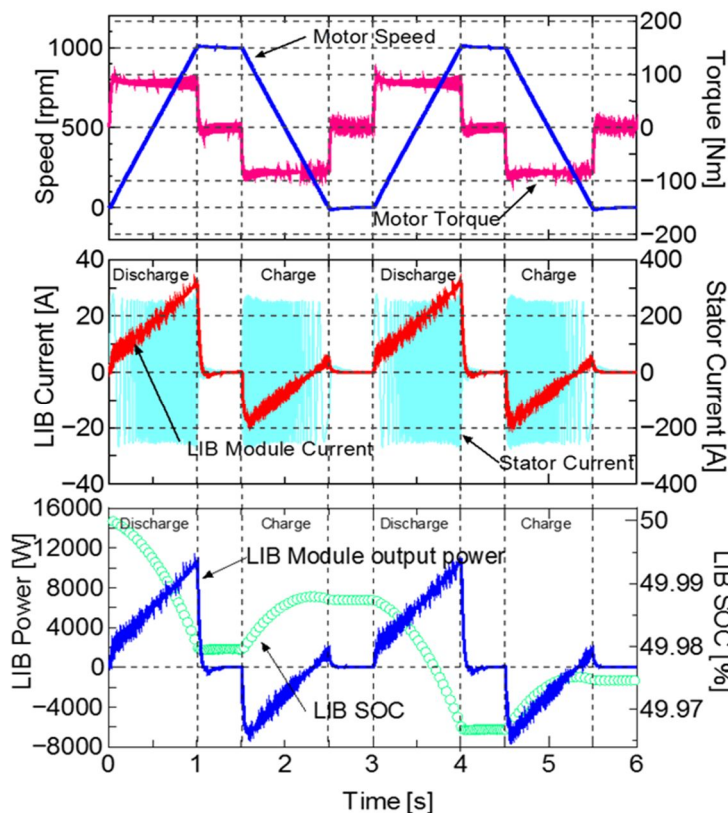 Speed [rpm]
1000
500
0
Motor Speed
Motor Torque
200
100
0
−100
−200
Torque [Nm]
LIB Current [A]
40
20
0
−20
−40
Discharge
Charge
Discharge
Charge
LIB Module Current
Stator Current
400
200
0
−200
−400
Stator Current [A]
LIB Power [W]
16000
12000
8000
4000
0
−4000
−8000
Discharge
Charge
Discharge
Charge
LIB Module output power
LIB SOC
50
49.99
49.98
49.97
LIB SOC [%]
0
1
2
3
4
5
6
Time [s]